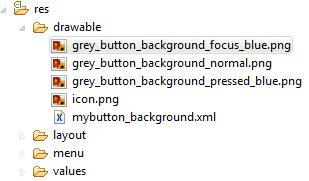 res
drawable
grey_button_background_focus_blue.png
grey_button_background_normal.png
grey_button_background_pressed_blue.png
icon.png
mybutton_background.xml
layout
menu
values